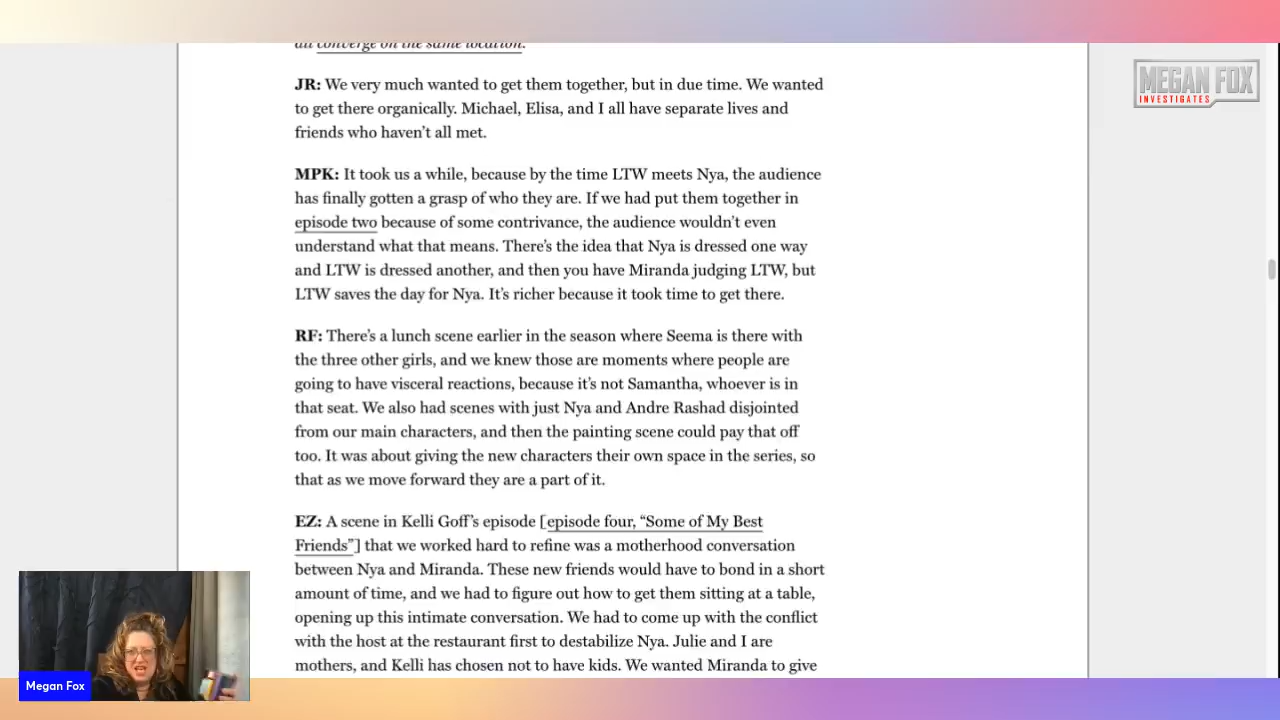 all converge on the same location.
MEGAN FOX
INVESTIGATES
JR: We very much wanted to get them together, but in due time. We wanted
to get there organically. Michael, Elisa, and I all have separate lives and
friends who haven't all met.
MPK: It took us a while, because by the time LTW meets Nya, the audience
has finally gotten a grasp of who they are. If we had put them together in
episode two because of some contrivance, the audience wouldn't even
understand what that means. There's the idea that Nya is dressed one way
and LTW is dressed another, and then you have Miranda judging LTW, but
LTW saves the day for Nya. It's richer because it took time to get there.
RF: There's a lunch scene earlier in the season where Seema is there with
the three other girls, and we knew those are moments where people are
going to have visceral reactions, because it's not Samantha, whoever is in
that seat. We also had scenes with just Nya and Andre Rashad disjointed
from our main characters, and then the painting scene could pay that off
too. It was about giving the new characters their own space in the series, so
that as we move forward they are a part of it.
EZ: A scene in Kelli Goff's episode [episode four, “Some of My Best
Friends”] that we worked hard to refine was a motherhood conversation
between Nya and Miranda. These new friends would have to bond in a short
amount of time, and we had to figure out how to get them sitting at a table,
opening up this intimate conversation. We had to come up with the conflict
with the host at the restaurant first to destabilize Nya. Julie and I are
mothers, and Kelli has chosen not to have kids. We wanted Miranda to give
Megan Fox